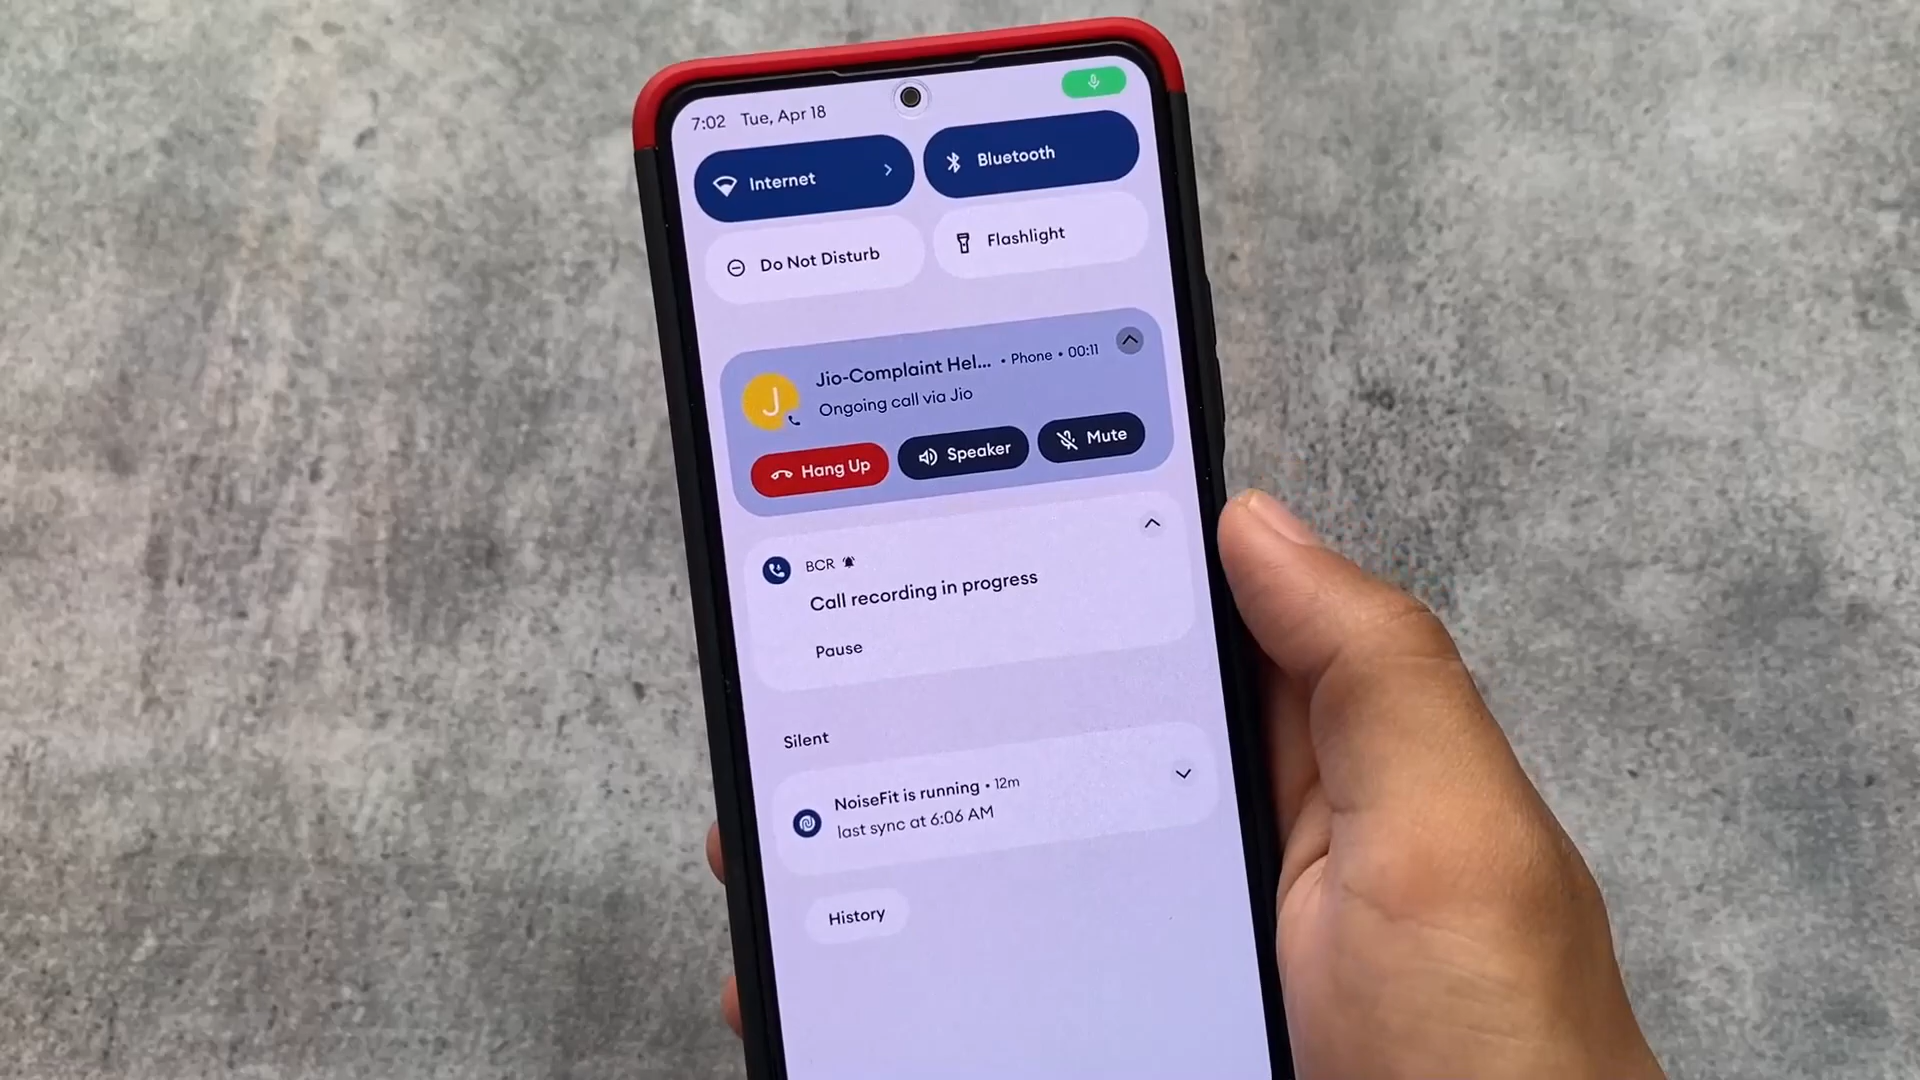 7:02 Tue, Apr 18
Internet
Bluetooth
Do Not Disturb
Flashlight
Jio-Complaint Hel... • Phone • 00:11
J
Ongoing call via Jio
Hang Up
Speaker
Mute
BCR
Call recording in progress
Pause
Silent
NoiseFit is running • 12m
last sync at 6:06 AM
History